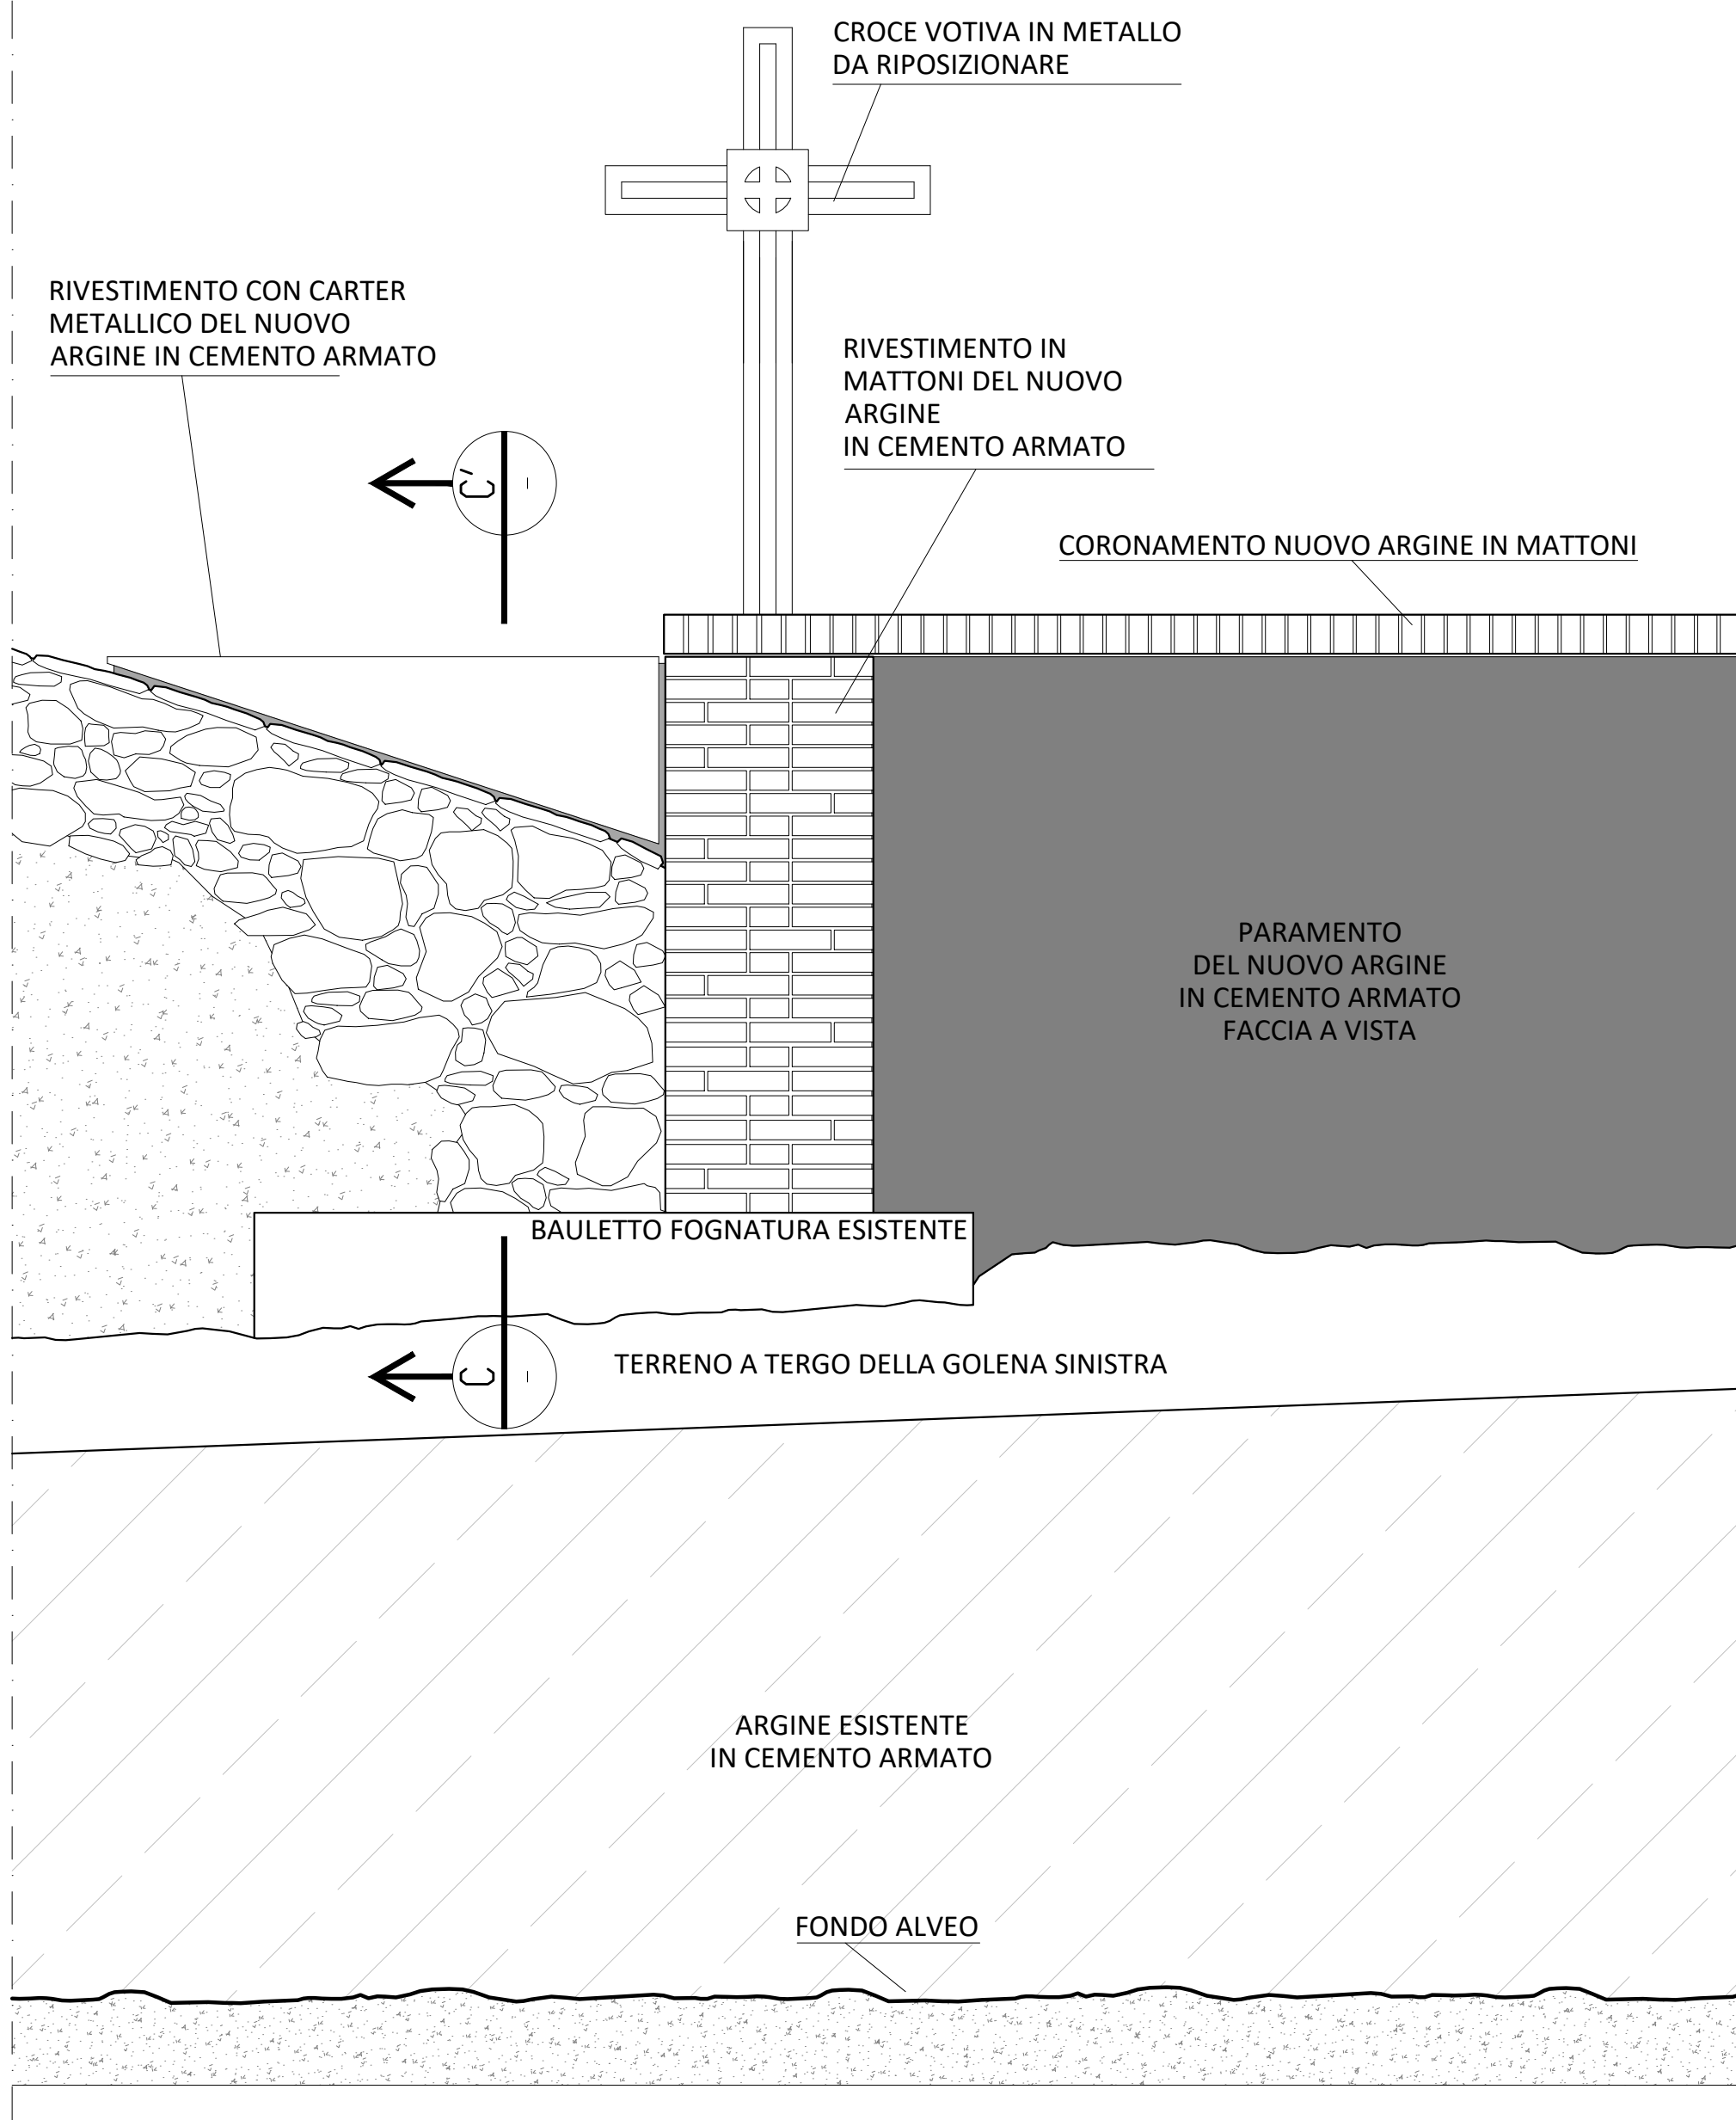 CROCE VOTIVA IN METALLO
DA RIPOSIZIONARE
RIVESTIMENTO CON CARTER
METALLICO DEL NUOVO
ARGINE IN CEMENTO ARMATO
RIVESTIMENTO IN
MATTONI DEL NUOVO
ARGINE
IN CEMENTO ARMATO
C'
–
CORONAMENTO NUOVO ARGINE IN MATTONI
PARAMENTO
DEL NUOVO ARGINE
IN CEMENTO ARMATO
FACCIA A VISTA
BAULETTO FOGNATURA ESISTENTE
C
–
TERRENO A TERGO DELLA GOLENA SINISTRA
ARGINE ESISTENTE
IN CEMENTO ARMATO
FONDO ALVEO